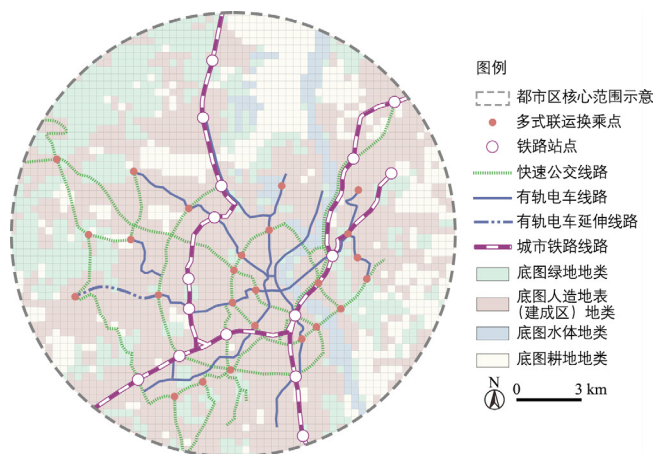 图例
都市区核心范围示意
多式联运换乘点
铁路站点
快速公交线路
有轨电车线路
有轨电车延伸线路
城市铁路线路
底图绿地地类
底图人造地表
(建成区) 地类
底图水体地类
底图耕地地类
N
0 3 km